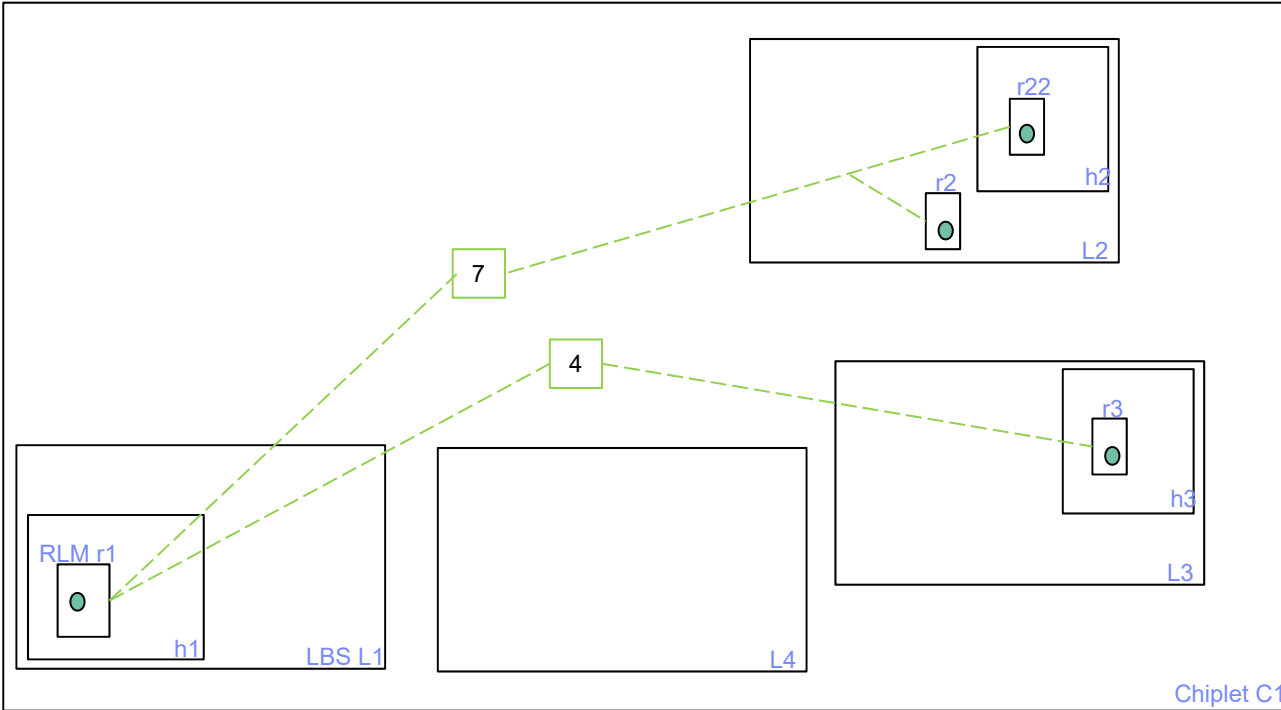 r22
h2
r2
L2
7
4
r3
h3
L3
RLM r1
h1
LBS L1
L4
Chiplet C1